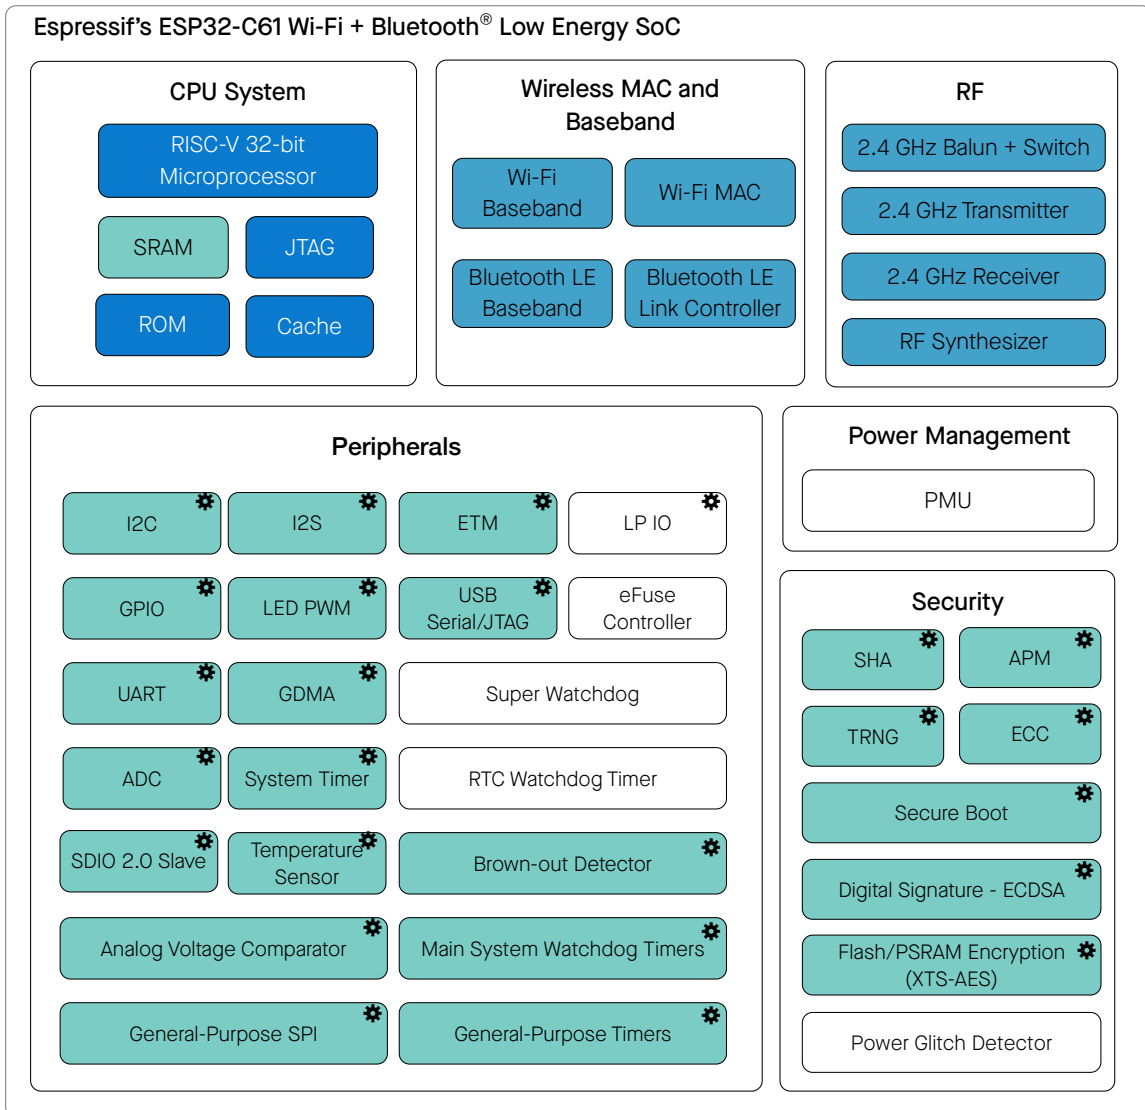 Espressif's ESP32-C61 Wi-Fi + Bluetooth® Low Energy SoC
CPU System
RISC-V 32-bit
Microprocessor
SRAM
JTAG
ROM
Cache
Wireless MAC and
Baseband
Wi-Fi
Baseband
Wi-Fi MAC
Bluetooth LE
Baseband
Bluetooth LE
Link Controller
RF
2.4 GHz Balun + Switch
2.4 GHz Transmitter
2.4 GHz Receiver
RF Synthesizer
Peripherals
I2C
I2S
ETM
LP IO
GPIO
LED PWM
USB
Serial/JTAG
eFuse
Controller
UART
GDMA
Super Watchdog
ADC
System Timer
RTC Watchdog Timer
SDIO 2.0 Slave
Temperature
Sensor
Brown-out Detector
Analog Voltage Comparator
Main System Watchdog Timers
General-Purpose SPI
General-Purpose Timers
Power Management
PMU
Security
SHA
APM
TRNG
ECC
Secure Boot
Digital Signature - ECDSA
Flash/PSRAM Encryption
(XTS-AES)
Power Glitch Detector